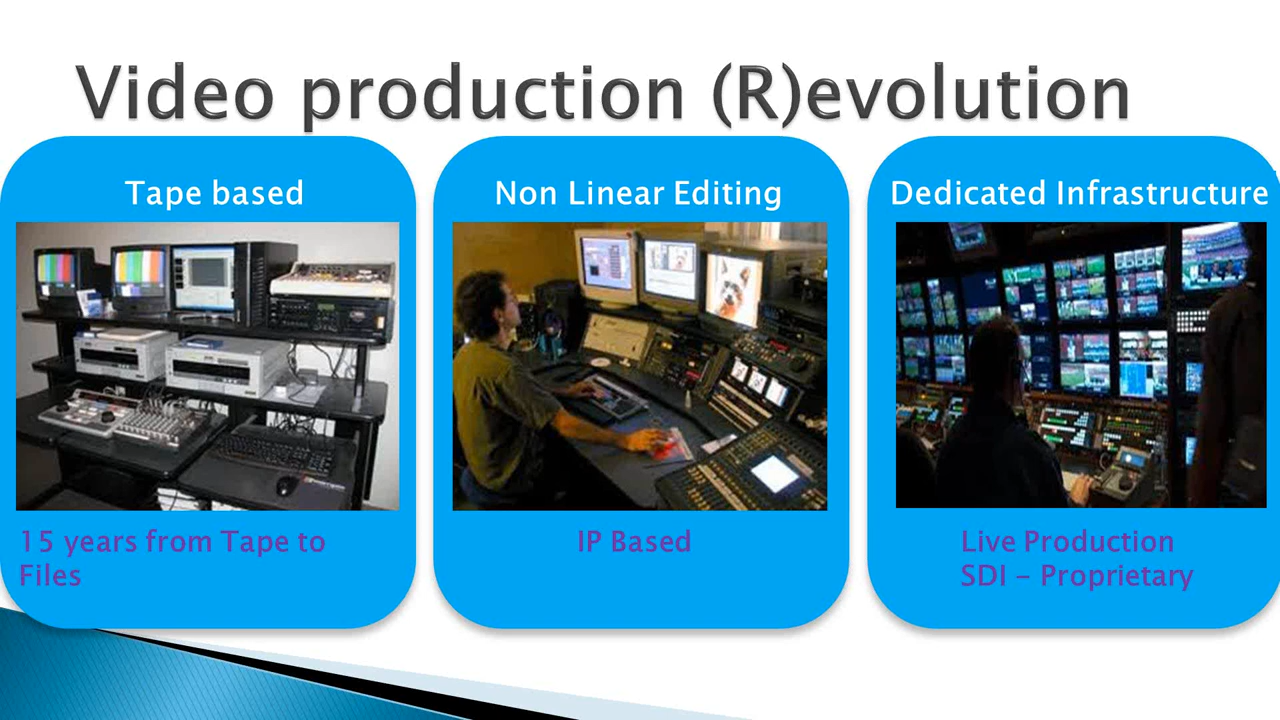 Video production (R)evolution
Tape based
15 years from Tape to
Files
Non Linear Editing
IP Based
Dedicated Infrastructure
Live Production
SDI - Proprietary